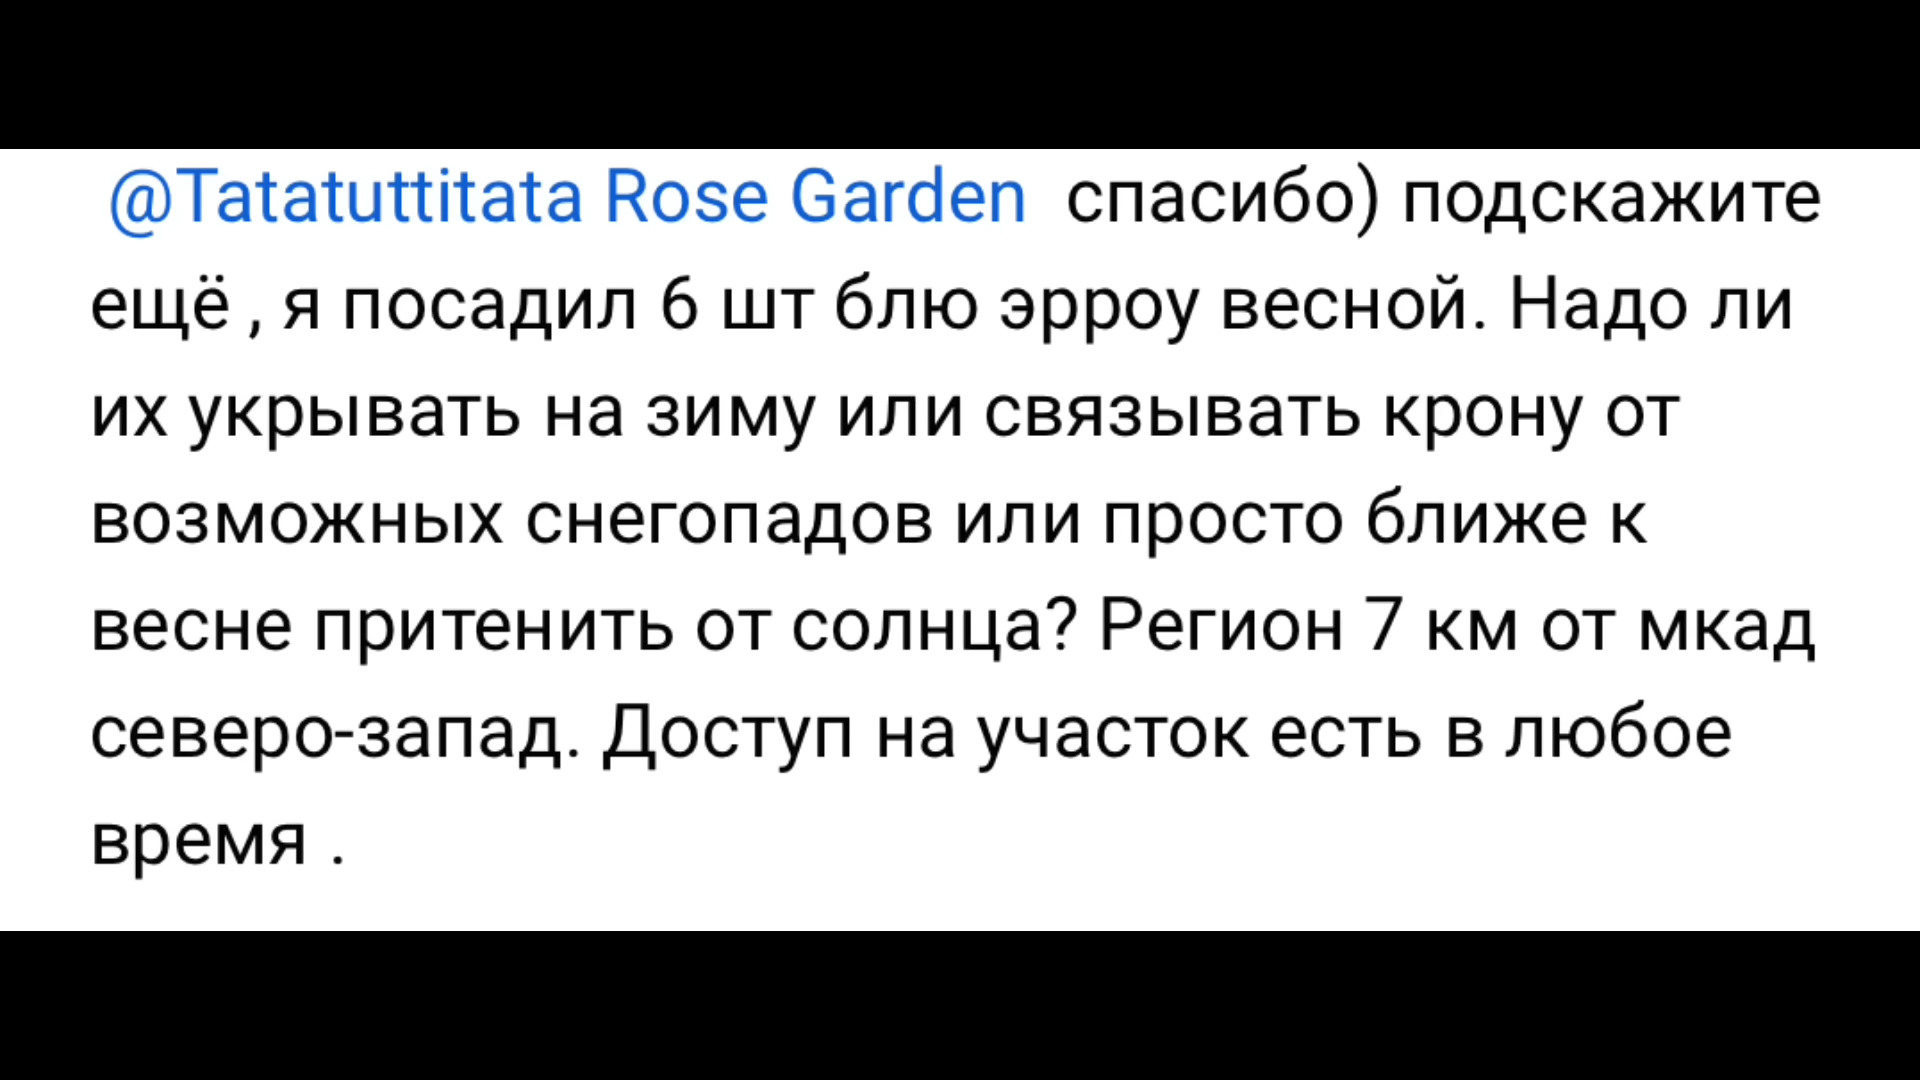 @Tatatuttitata Rose Garden спасибо) подскажите
ещё , я посадил 6 шт блю эрроу весной. Надо ли
их укрывать на зиму или связывать крону от
возможных снегопадов или просто ближе к
весне притенить от солнца? Регион 7 км от мкад
северо-запад. Доступ на участок есть в любое
время .